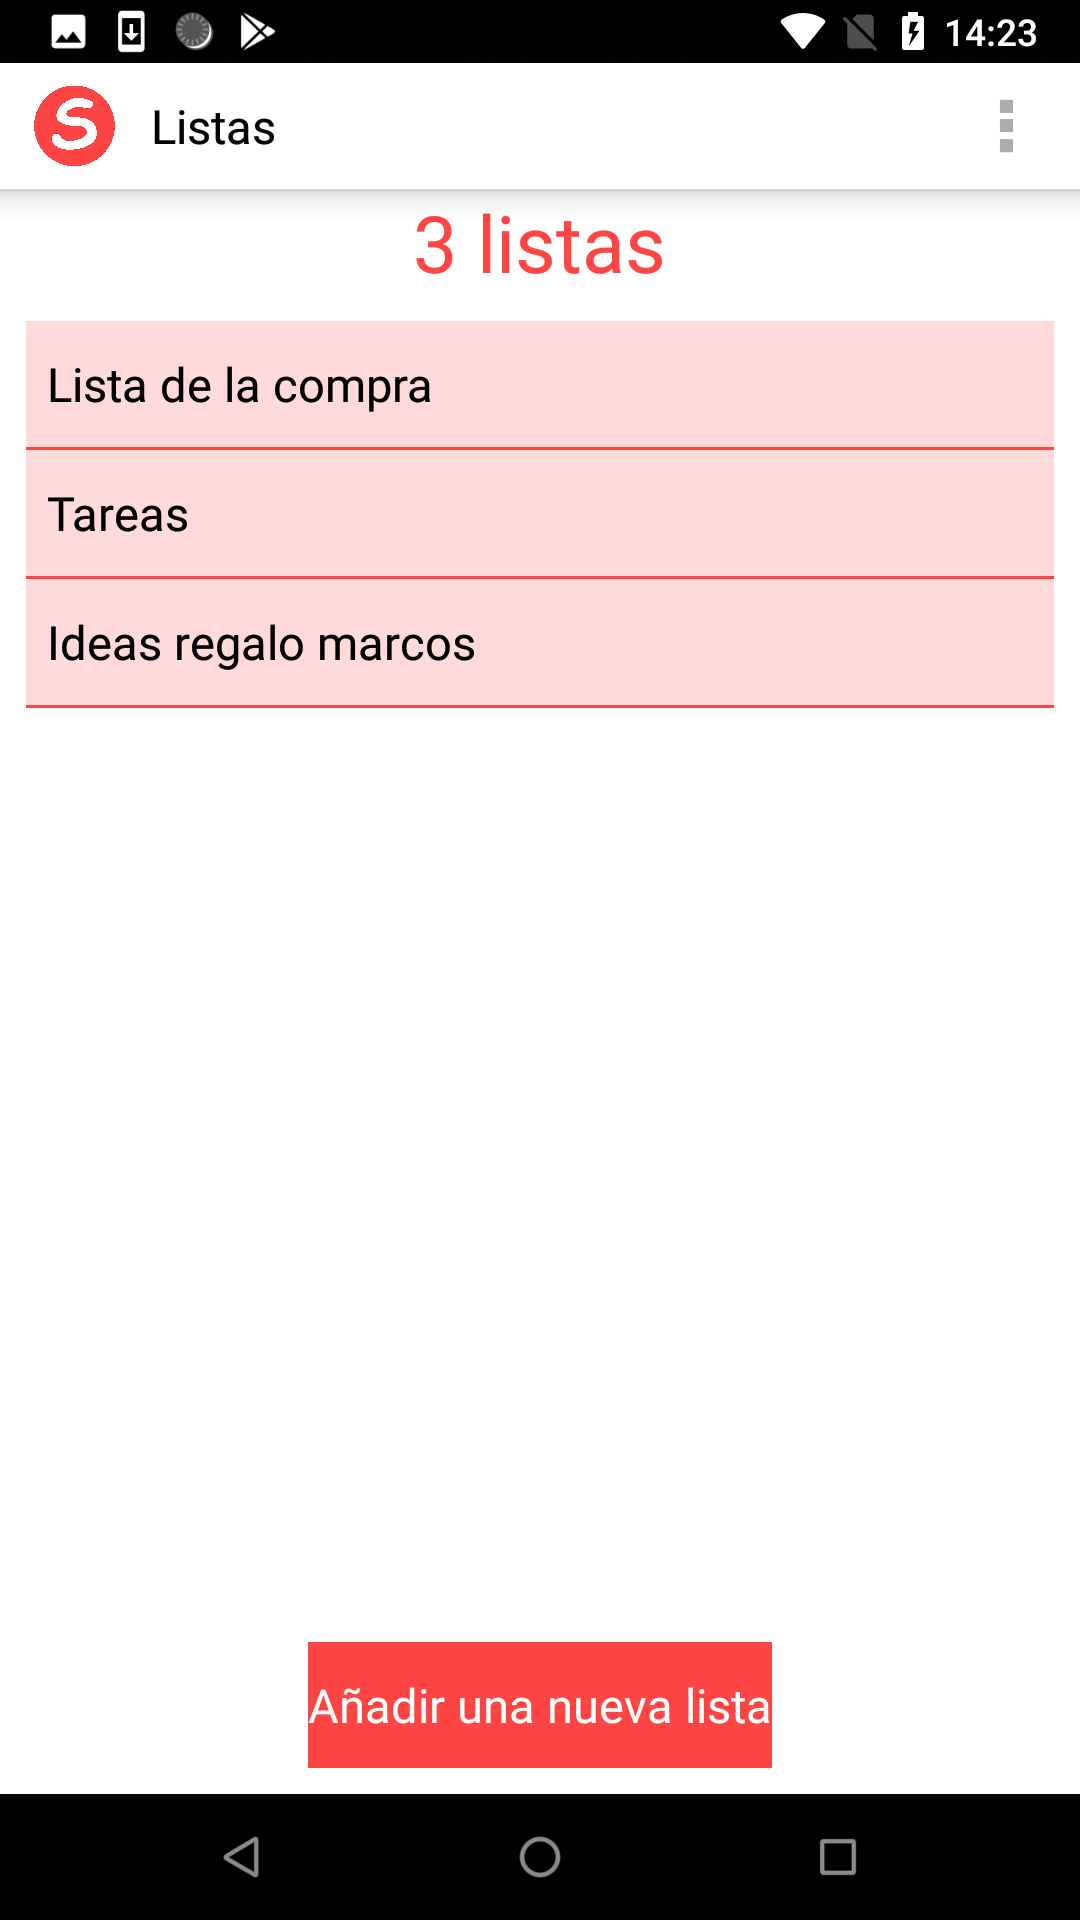 14:23
S Listas
3 listas
Lista de la compra
Tareas
Ideas regalo marcos
Añadir una nueva lista